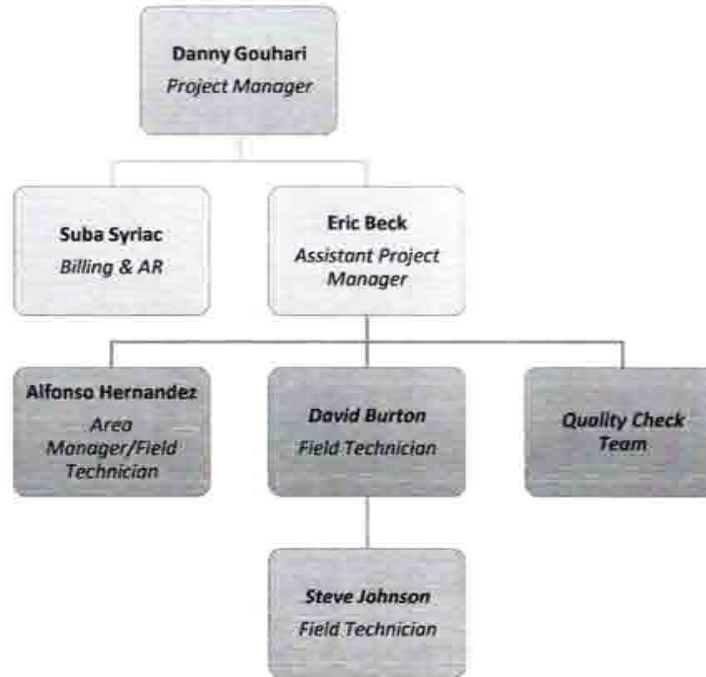 Danny Gouhari
Project Manager
Suba Syriac
Billing & AR
Eric Beck
Assistant Project
Manager
Alfonso Hernandez
Area
Manager/Field
Technician
David Burton
Field Technician
Quality Check
Team
Steve Johnson
Field Technician